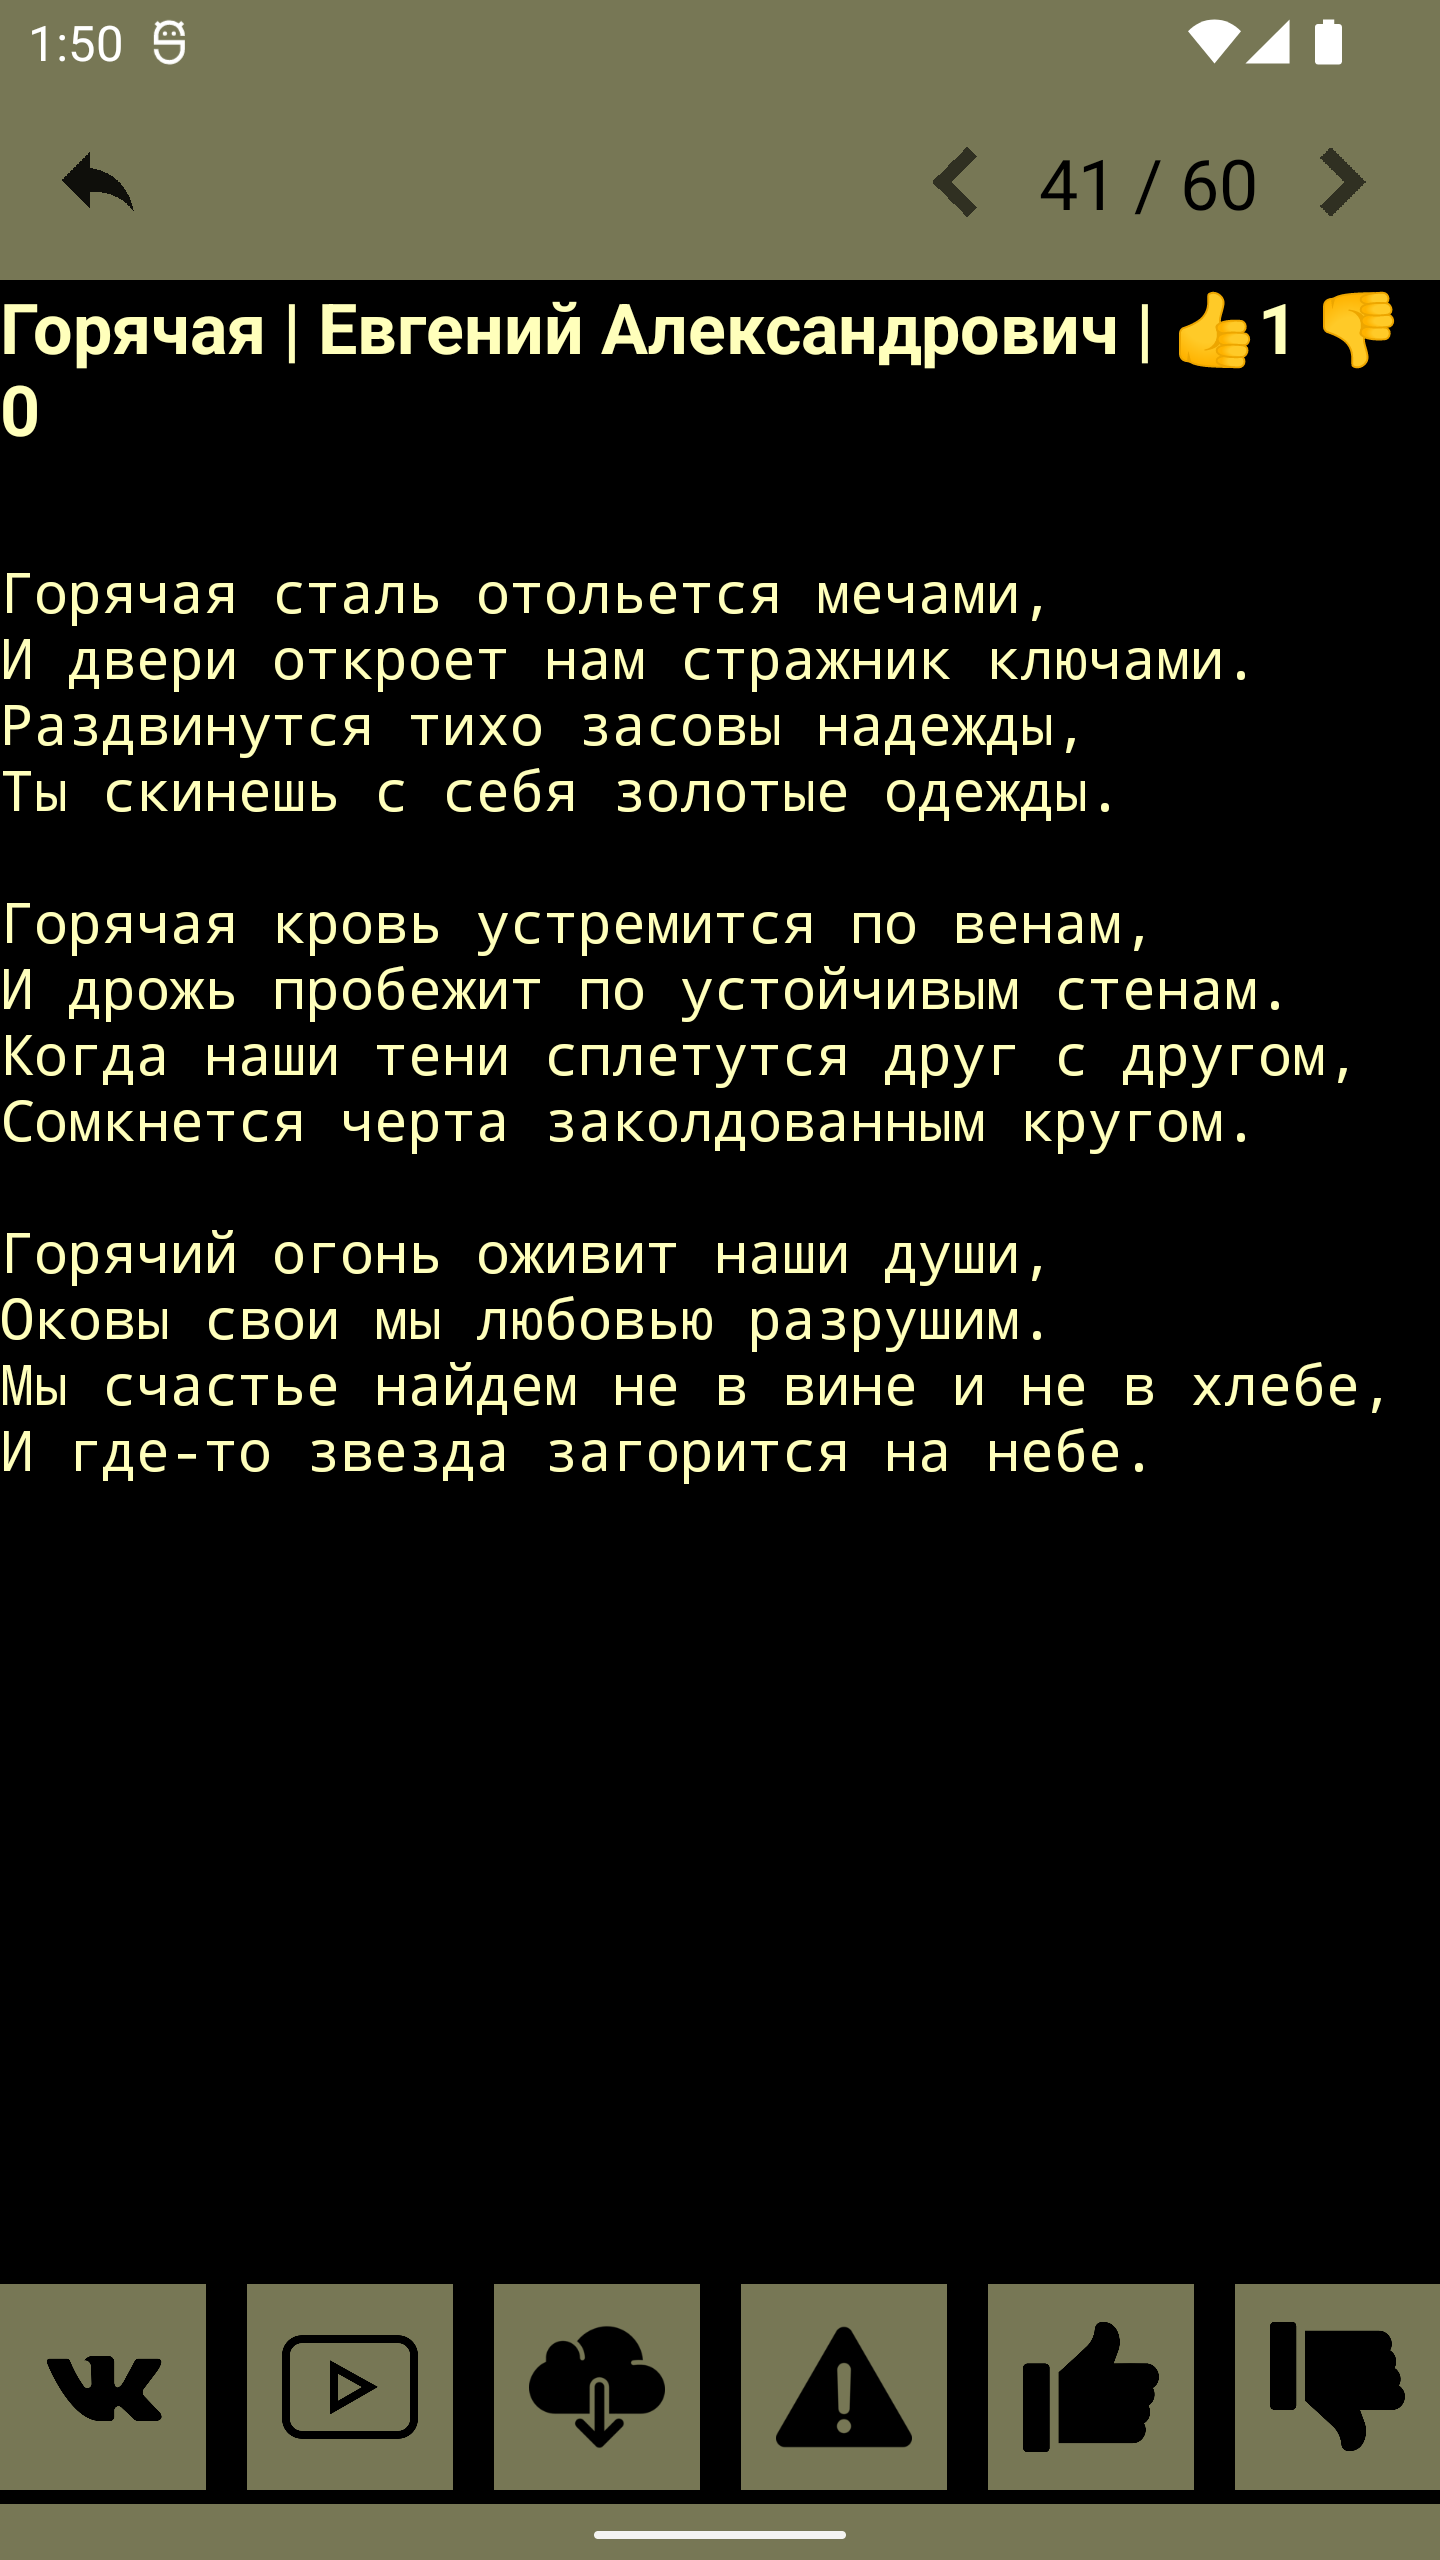 1:50
41 / 60
Горячая | Евгений Александрович | 👍1 👎
0
Горячая сталь отольется мечами,
И двери откроет нам стражник ключами.
Раздвинутся тихо засовы надежды,
Ты скинешь с себя золотые одежды.
Горячая кровь устремится по венам,
И дрожь пробежит по устойчивым стенам.
Когда наши тени сплетутся друг с другом,
Сомкнется черта заколдованным кругом.
Горячий огонь оживит наши души,
Оковы свои мы любовью разрушим.
Мы счастье найдем не в вине и не в хлебе,
И где-то звезда загорится на небе.